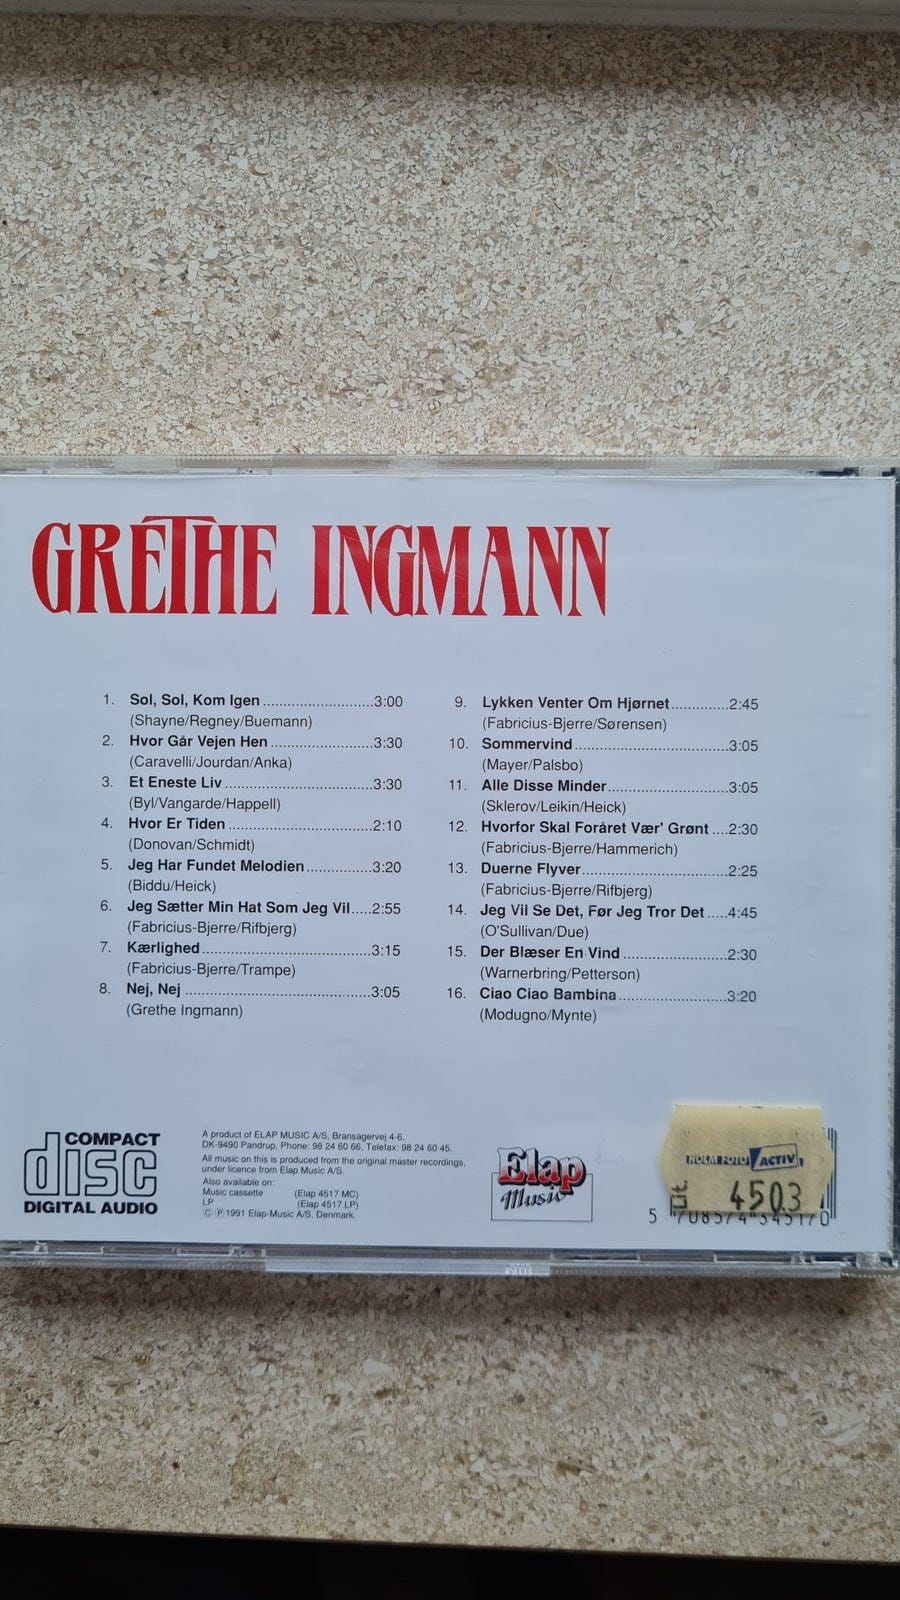 GRETHE INGMANN
1. Sol, Sol, Kom Igen..........................3:00
(Shayne/Regney/Buemann)
2. Hvor Går Vejen Hen........................3:30
(Caravelli/Jourdan/Anka)
3. Et Eneste Liv...................................3:30
(Byl/Vangarde/Happell)
4. Hvor Er Tiden..................................2:10
(Donovan/Schmidt)
5. Jeg Har Fundet Melodien................3:20
(Biddu/Heick)
6. Jeg Sætter Min Hat Som Jeg Vil.....2:55
(Fabricius-Bjerre/Rifbjerg)
7. Kærlighed........................................3:15
(Fabricius-Bjerre/Trampe)
8. Nej, Nej............................................3:05
(Grethe Ingmann)
9. Lykken Venter Om Hjørnet.............2:45
(Fabricius-Bjerre/Sørensen)
10. Sommervind....................................3:05
(Mayer/Palsbo)
11. Alle Disse Minder............................3:05
(Sklerov/Leikin/Heick)
12. Hvorfor Skal Foråret Vær' Grønt....2:30
(Fabricius-Bjerre/Hammerich)
13. Duerne Flyver..................................2:25
(Fabricius-Bjerre/Rifbjerg)
14. Jeg Vil Se Det, Før Jeg Tror Det.....4:45
(O'Sullivan/Due)
15. Der Blæser En Vind........................2:30
(Warnerbring/Petterson)
16. Ciao Ciao Bambina.........................3:20
(Modugno/Mynte)
COMPACT
disc
DIGITAL AUDIO
A product of ELAP MUSIC A/S, Bransagervej 4-6,
DK-9490 Pandrup, Phone: 98 24 60 66, Telefax: 98 24 60 45.
All music on this is produced from the original master recordings,
under licence from Elap Music A/S.
Also available on:
Music cassette (Elap 4517 MC)
LP (Elap 4517 LP)
© ℗ 1991 Elap-Music A/S, Denmark.
Elap
Music
HOLM FOTO ACTIV
Lit. 4503
5 708574 345170